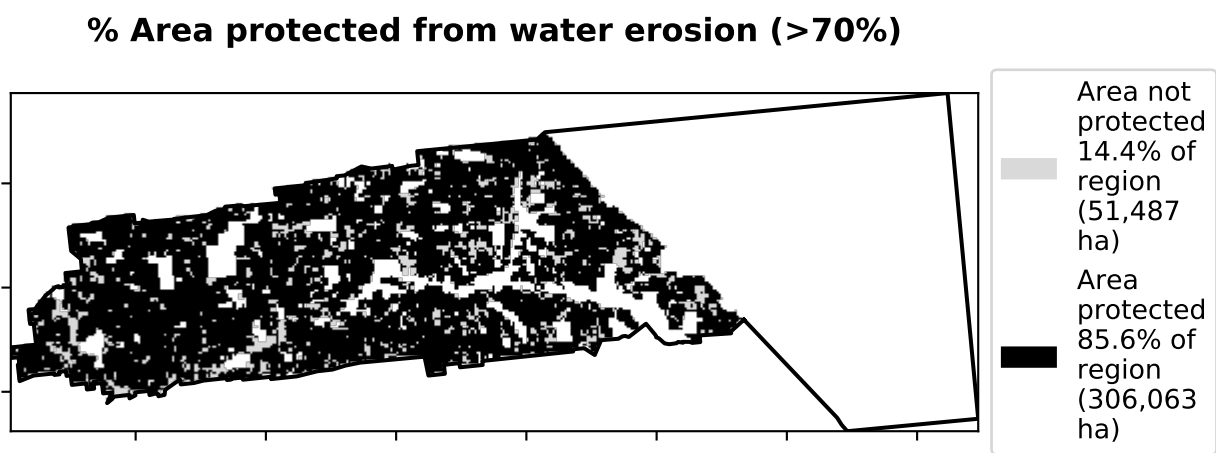 % Area protected from water erosion (>70%)
Area not
protected
14.4% of
region
(51,487
ha)
Area
protected
85.6% of
region
(306,063
ha)